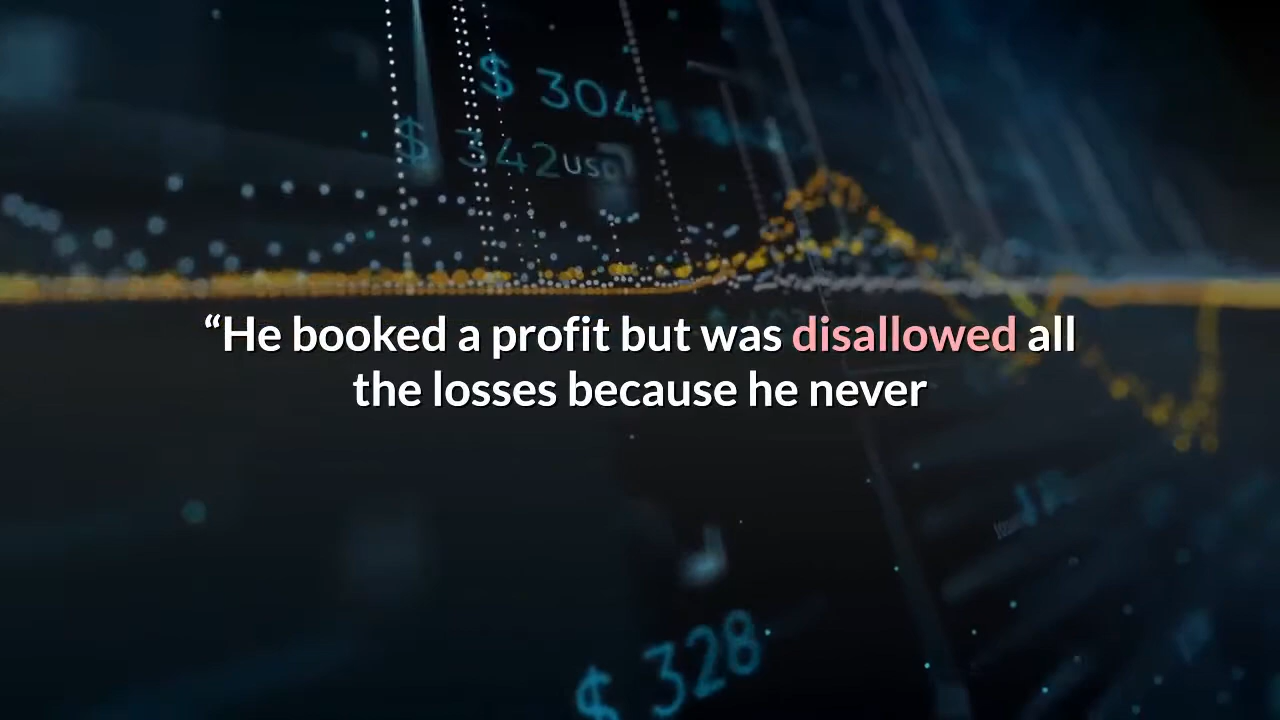 $ 304
$ 342USD
“He booked a profit but was disallowed all
the losses because he never
$ 328